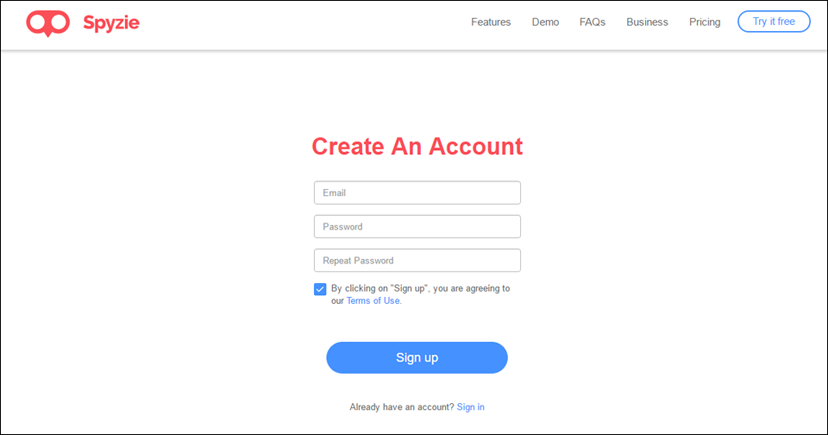 Spyzie
Features Demo FAQs Business Pricing Try it free
Create An Account
Email
Password
Repeat Password
By clicking on "Sign up", you are agreeing to
our Terms of Use.
Sign up
Already have an account? Sign in